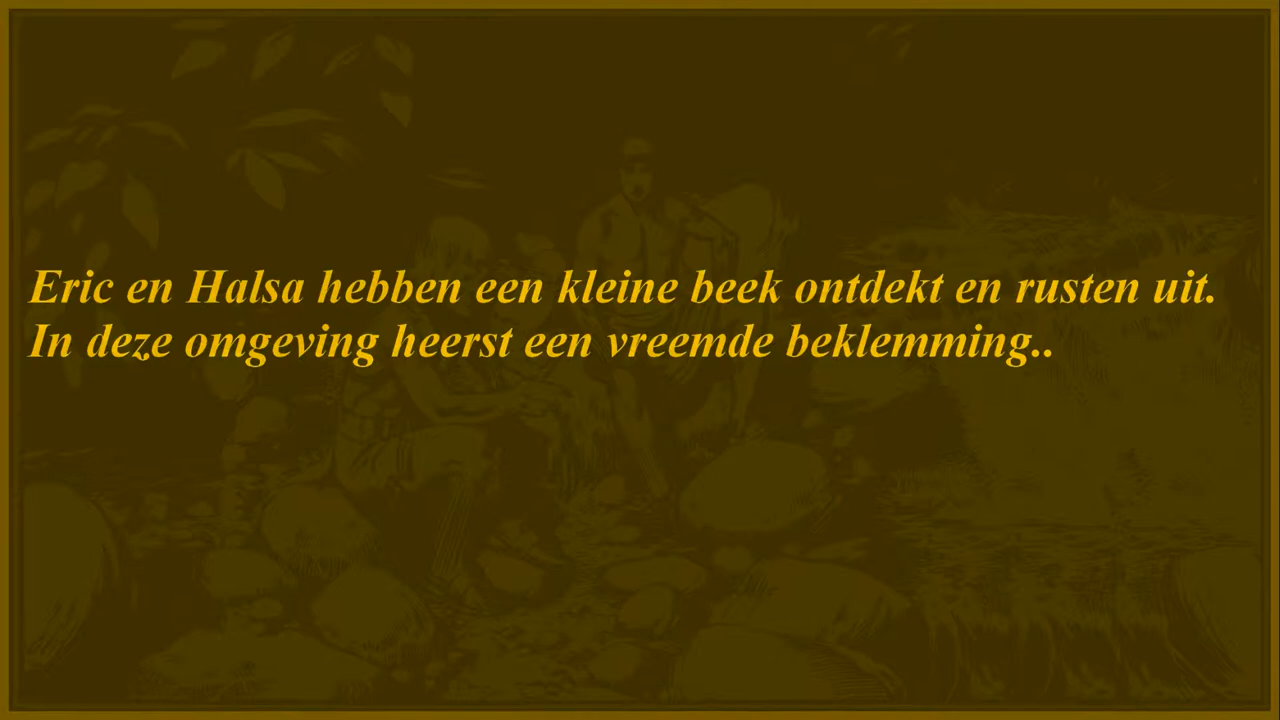 Eric en Halsa hebben een kleine beek ontdekt en rusten uit.
In deze omgeving heerst een vreemde beklemming..